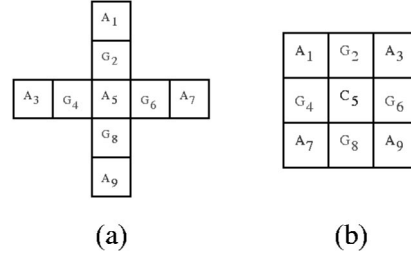 A1
G2
A3 G4 A5 G6 A7
G8
A9
(a)
A1 G2 A3
G4 C5 G6
A7 G8 A9
(b)